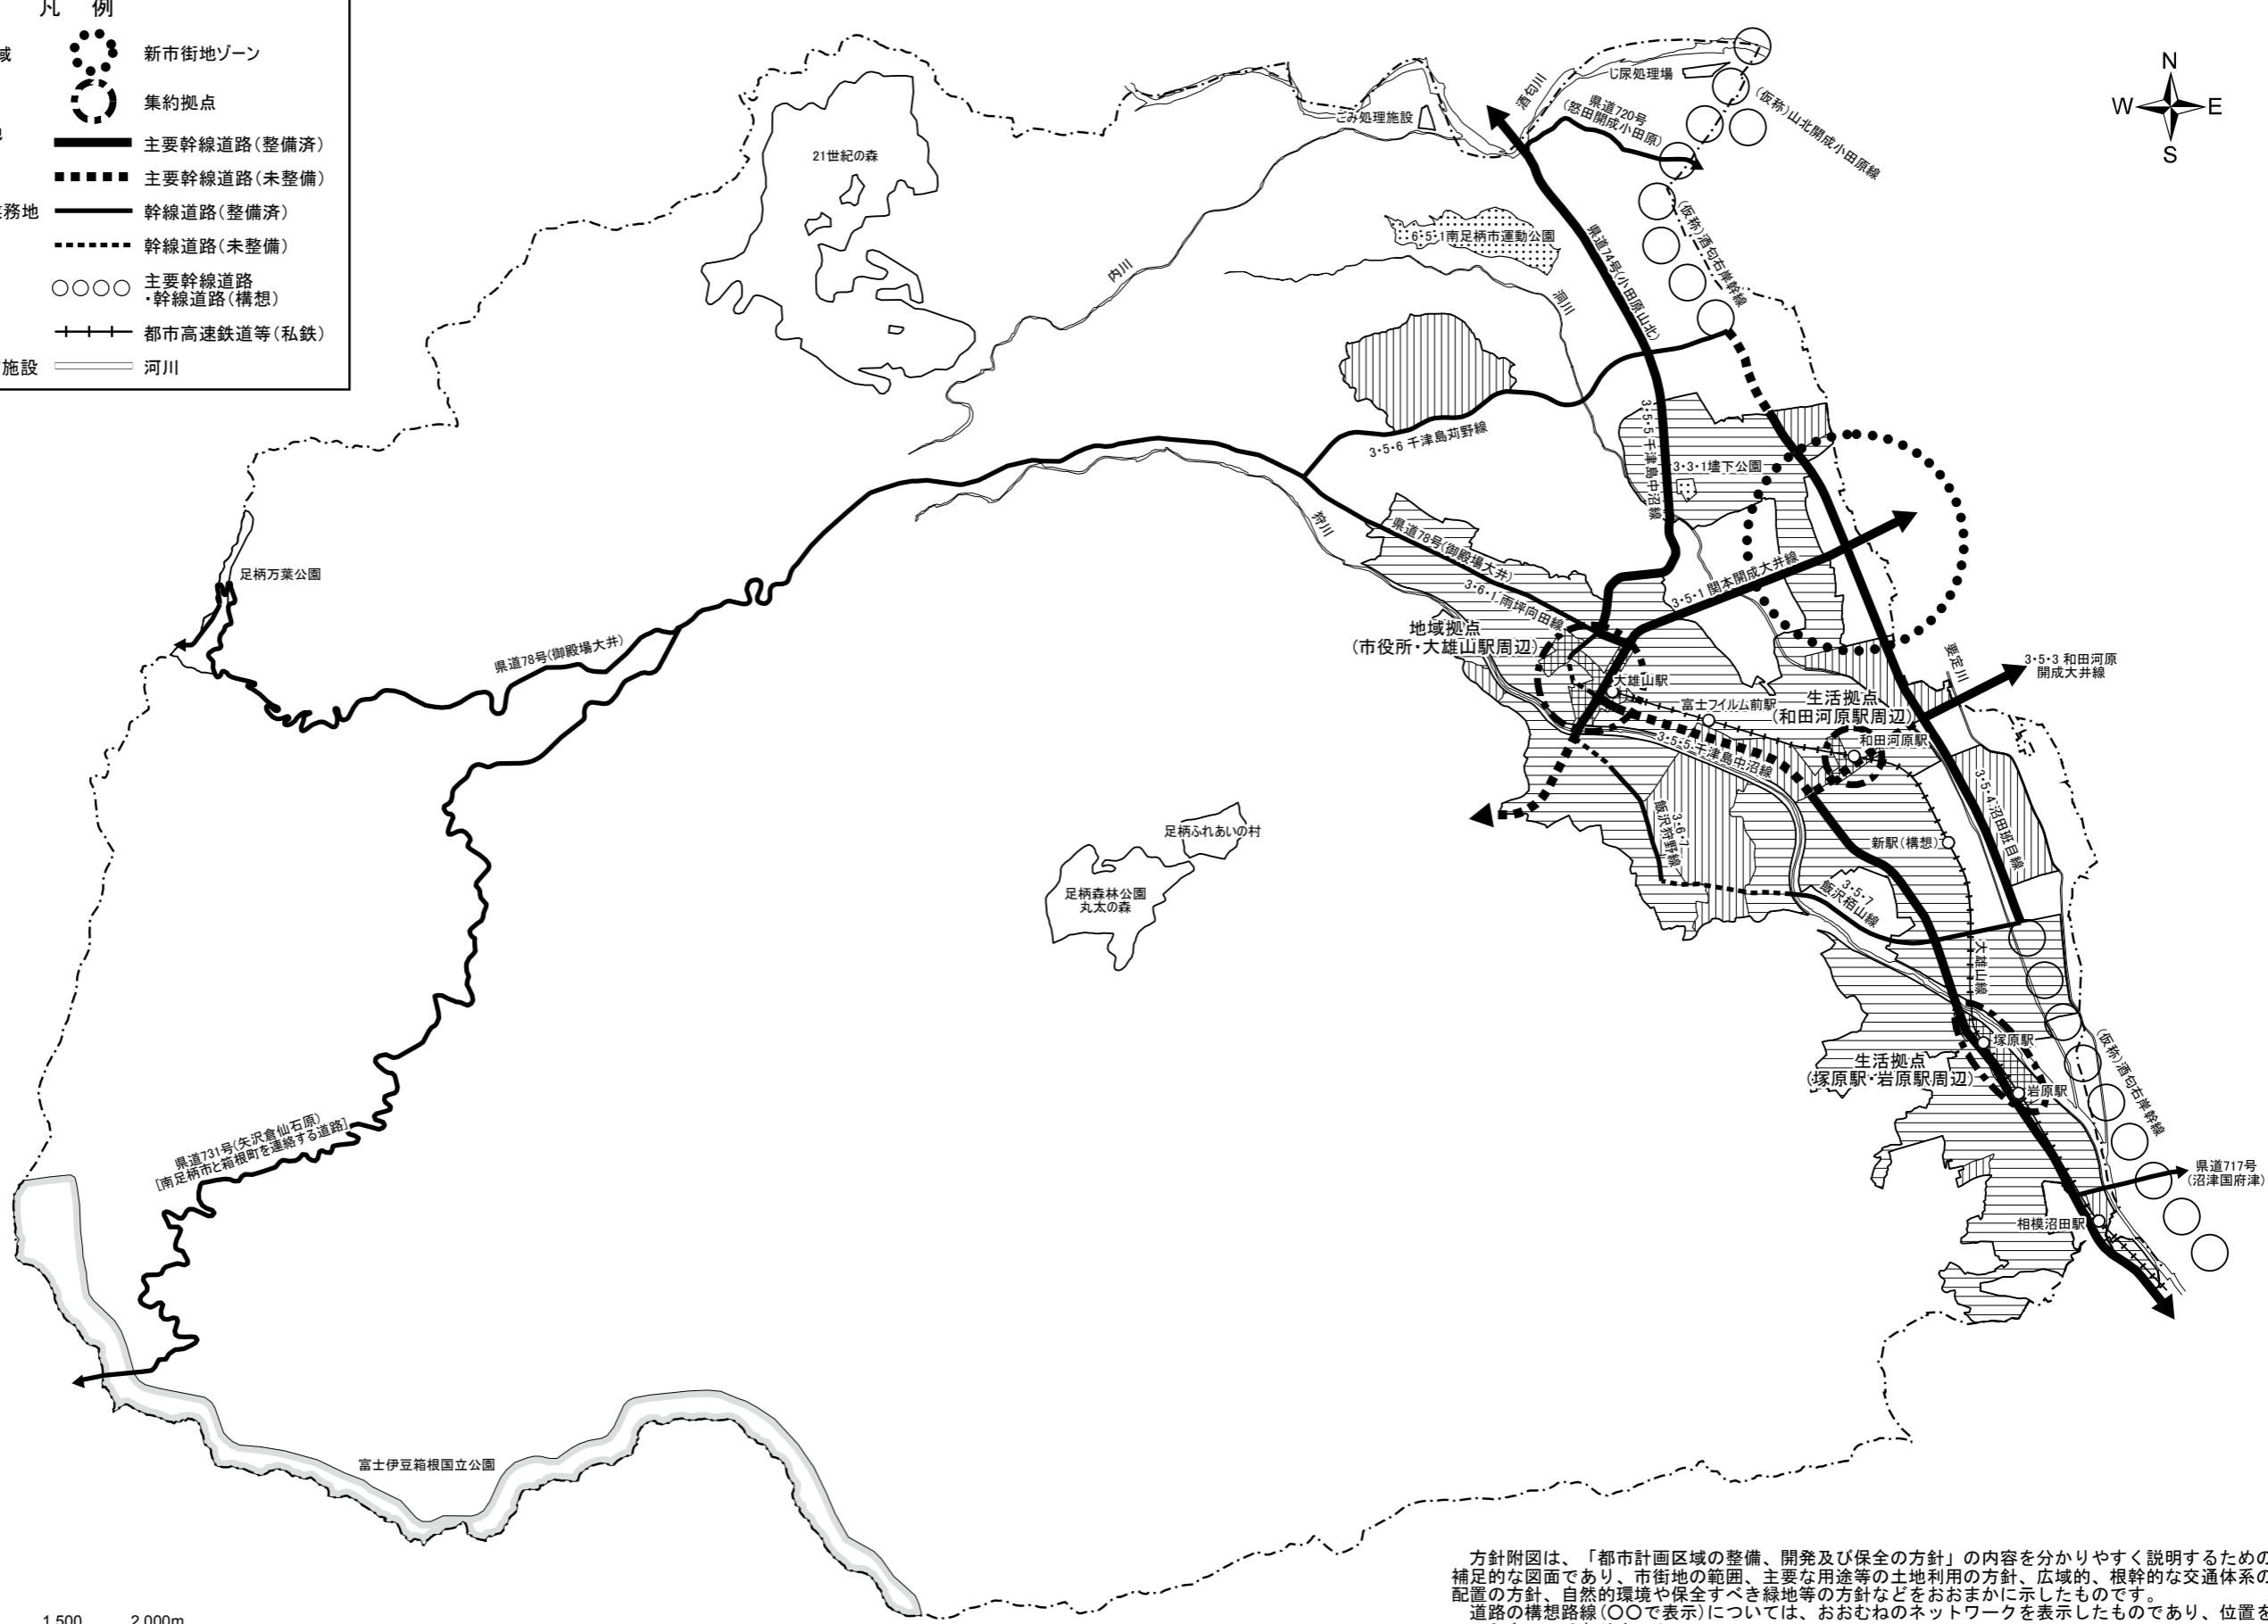 凡 例
域
新市街地ゾーン
集約拠点
主要幹線道路(整備済)
主要幹線道路(未整備)
務地
幹線道路(整備済)
幹線道路(未整備)
主要幹線道路
・幹線道路(構想)
都市高速鉄道等(私鉄)
施設
河川
N
W
E
S
酒匂川
し尿処理場
県道720号
(怒田開成小田原)
(仮称)山北開成小田原線
ごみ処理施設
21世紀の森
6・5・1南足柄市運動公園
県道74号(小田原山北)
(仮称)酒匂右岸幹線
内川
洞川
3・5・6 千津島苅野線
3・5・5 千津島中沼線
3・3・1壗下公園
狩川
県道78号(御殿場大井)
3・6・1 雨坪向田線
3・5・1 関本開成大井線
足柄万葉公園
県道78号(御殿場大井)
地域拠点
(市役所・大雄山駅周辺)
大雄山駅
富士フイルム前駅
生活拠点
(和田河原駅周辺)
和田河原駅
要定川
3・5・3 和田河原
開成大井線
3・5・5 千津島中沼線
3・5・4 沼田班目線
3・6・7
飯沢狩野線
新駅(構想)
足柄ふれあいの村
足柄森林公園
丸太の森
3・5・7
飯沢栢山線
大雄山線
塚原駅
生活拠点
(塚原駅・岩原駅周辺)
岩原駅
(仮称)酒匂右岸幹線
県道731号(矢沢倉仙石原)
[南足柄市と箱根町を連絡する道路]
県道717号
(沼津国府津)
相模沼田駅
富士伊豆箱根国立公園
方針附図は、「都市計画区域の整備、開発及び保全の方針」の内容を分かりやすく説明するための
補足的な図面であり、市街地の範囲、主要な用途等の土地利用の方針、広域的、根幹的な交通体系の
配置の方針、自然的環境や保全すべき緑地等の方針などをおおまかに示したものです。
道路の構想路線(〇〇で表示)については、おおむねのネットワークを表示したものであり、位置を
1,500 2,000m